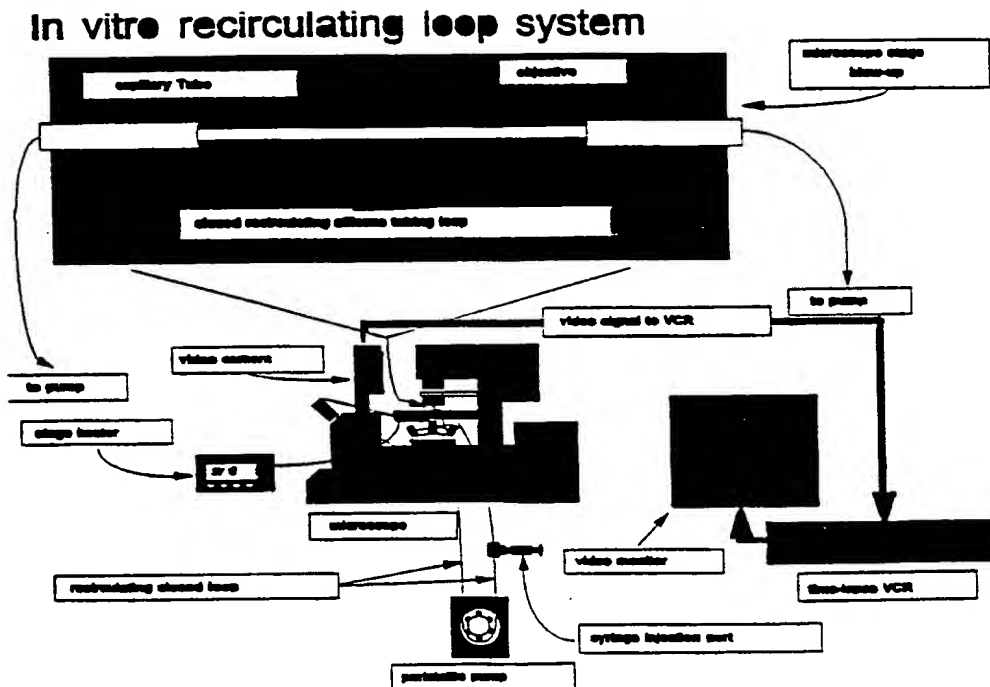 In vitro recirculating loop system
microscope stage
blow-up
capillary Tube
objective
closed recirculating silicone tubing loop
to pump
video signal to VCR
video camera
to pump
stage heater
microscope
video monitor
time-lapse VCR
recirculating closed loop
syringe injection port
peristaltic pump